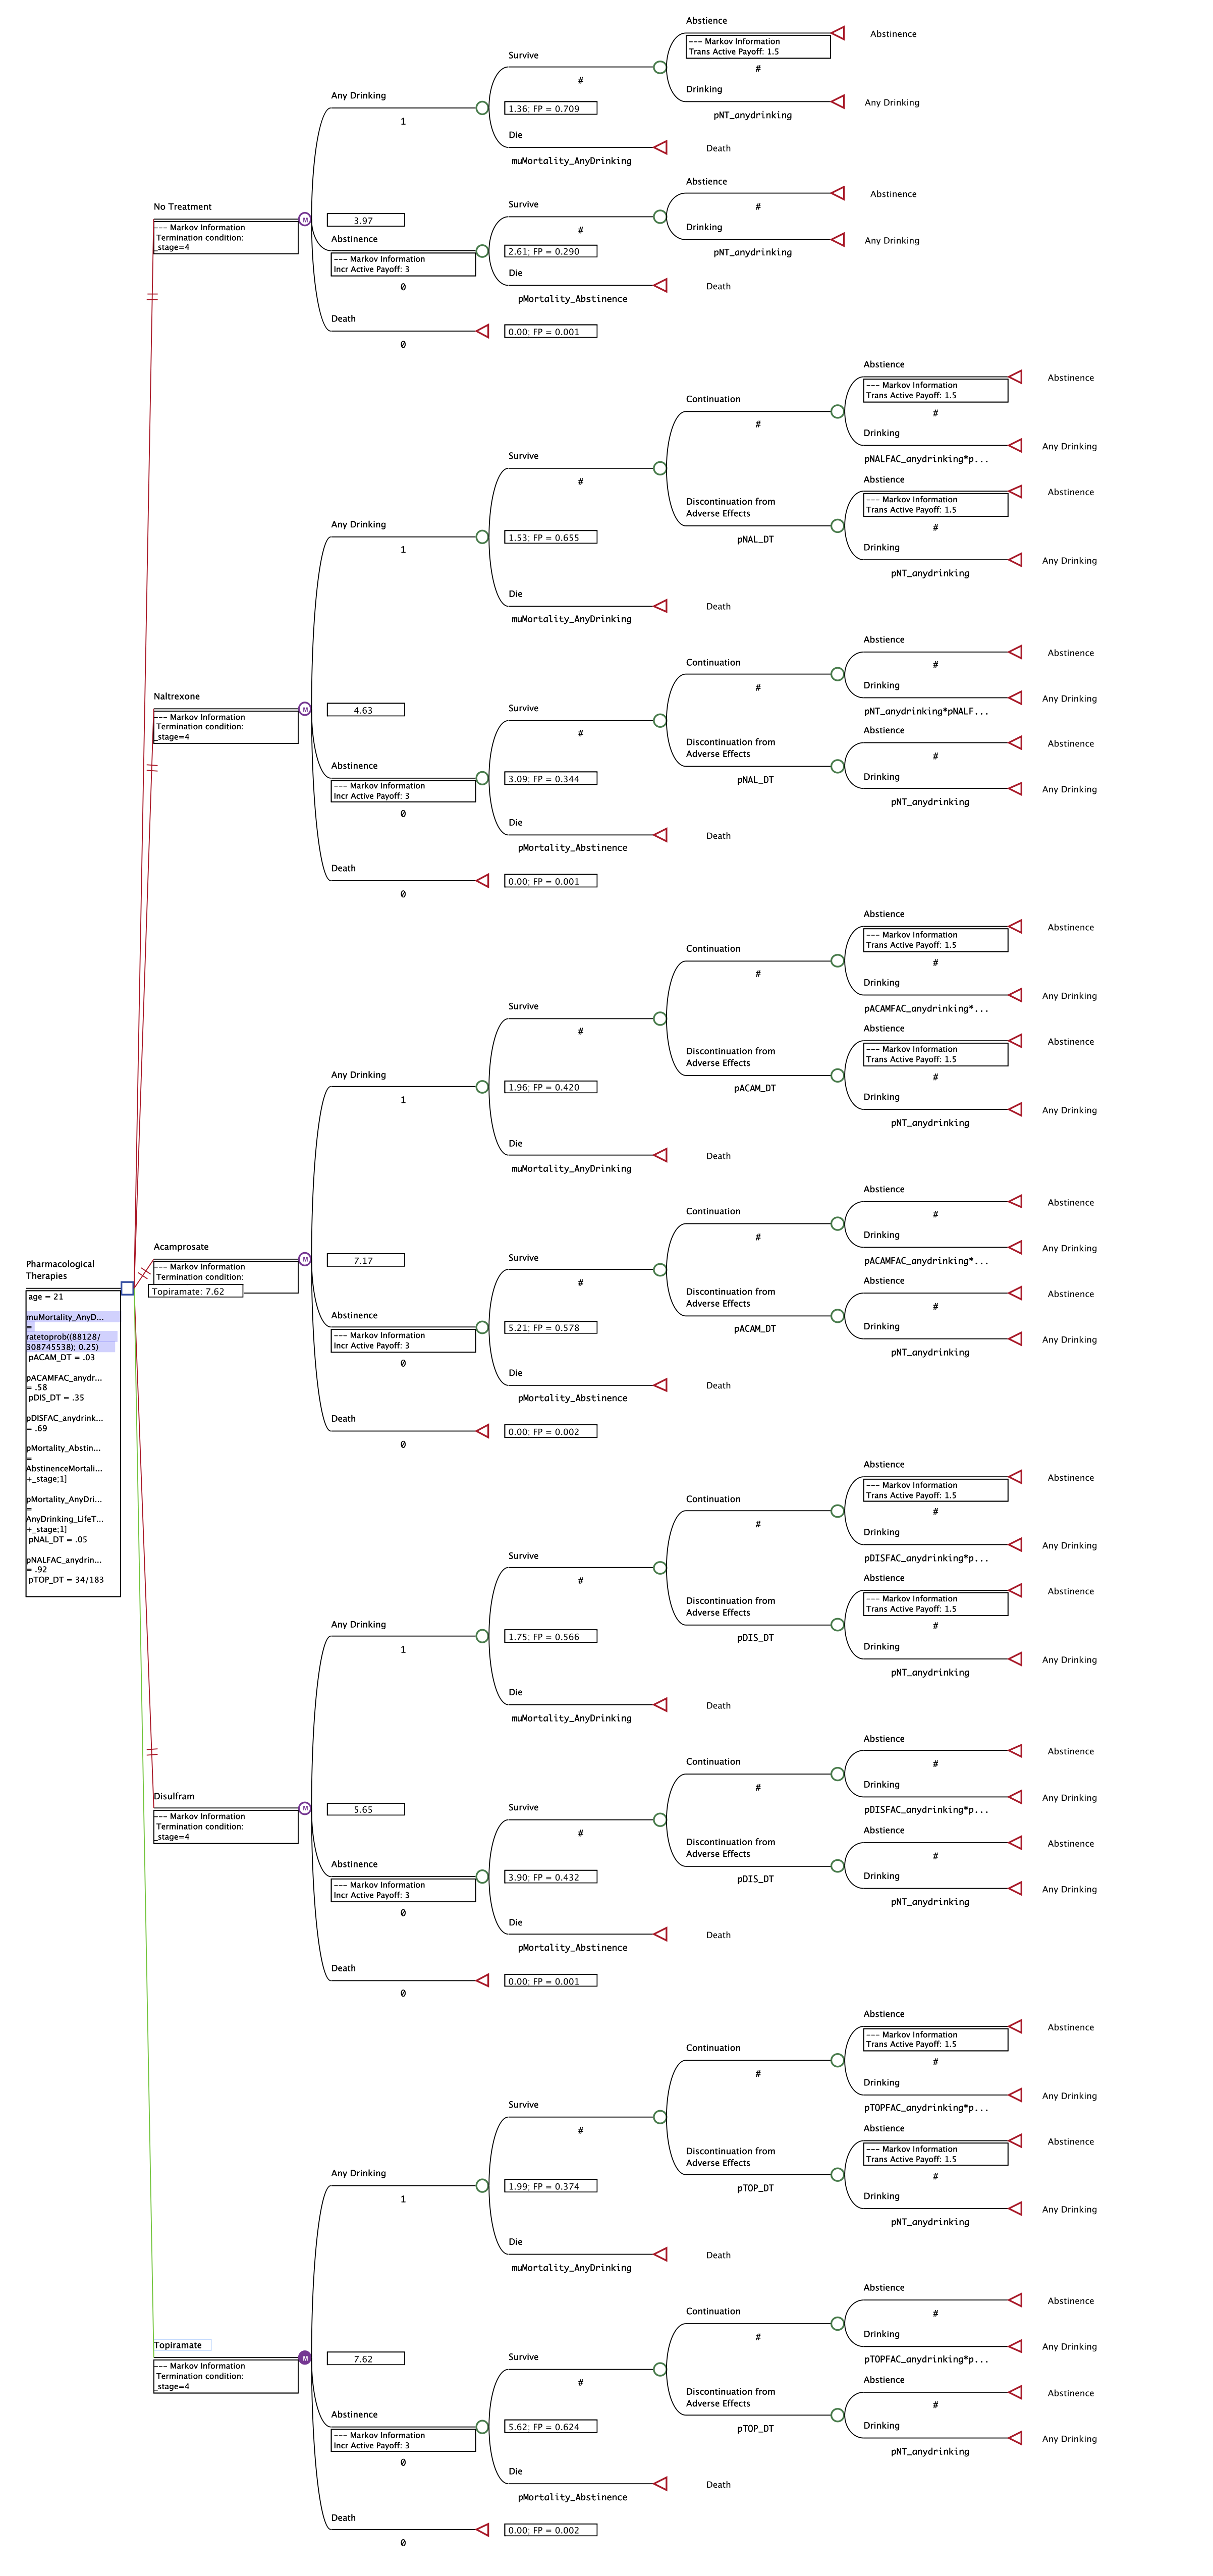 Abstience
--- Markov Information
Trans Active Payoff: 1.5
#
Abstinence
Survive
#
Drinking
pNT_anydrinking
Any Drinking
Any Drinking
1
1.36; FP = 0.709
Die
muMortality_AnyDrinking
Death
No Treatment
--- Markov Information
Termination condition:
_stage=4
3.97
Abstience
#
Abstinence
Survive
#
Drinking
pNT_anydrinking
Any Drinking
Abstinence
--- Markov Information
Incr Active Payoff: 3
0
2.61; FP = 0.290
Die
pMortality_Abstinence
Death
Death
0
0.00; FP = 0.001
Abstience
--- Markov Information
Trans Active Payoff: 1.5
#
Abstinence
Continuation
#
Drinking
pNALFAC_anydrinking*p...
Any Drinking
Survive
#
Abstience
--- Markov Information
Trans Active Payoff: 1.5
#
Abstinence
Discontinuation from
Adverse Effects
pNAL_DT
Drinking
pNT_anydrinking
Any Drinking
Any Drinking
1
1.53; FP = 0.655
Die
muMortality_AnyDrinking
Death
Naltrexone
--- Markov Information
Termination condition:
_stage=4
4.63
Abstience
#
Abstinence
Continuation
#
Drinking
pNT_anydrinking*pNALF...
Any Drinking
Survive
#
Abstience
#
Abstinence
Discontinuation from
Adverse Effects
pNAL_DT
Drinking
pNT_anydrinking
Any Drinking
Abstinence
--- Markov Information
Incr Active Payoff: 3
0
3.09; FP = 0.344
Die
pMortality_Abstinence
Death
Death
0
0.00; FP = 0.001
Abstience
--- Markov Information
Trans Active Payoff: 1.5
#
Abstinence
Continuation
#
Drinking
pACAMFAC_anydrinking*...
Any Drinking
Survive
#
Abstience
--- Markov Information
Trans Active Payoff: 1.5
#
Abstinence
Discontinuation from
Adverse Effects
pACAM_DT
Drinking
pNT_anydrinking
Any Drinking
Any Drinking
1
1.96; FP = 0.420
Die
muMortality_AnyDrinking
Death
Acamprosate
--- Markov Information
Termination condition:
Topiramate: 7.62
7.17
Abstience
#
Abstinence
Continuation
#
Drinking
pACAMFAC_anydrinking*...
Any Drinking
Survive
#
Abstience
#
Abstinence
Discontinuation from
Adverse Effects
pACAM_DT
Drinking
pNT_anydrinking
Any Drinking
Abstinence
--- Markov Information
Incr Active Payoff: 3
0
5.21; FP = 0.578
Die
pMortality_Abstinence
Death
Death
0
0.00; FP = 0.002
Pharmacological
Therapies
age = 21
muMortality_AnyD...
=
ratetoprob((88128/
308745538); 0.25)
pACAM_DT = .03
pACAMFAC_anydr...
= .58
pDIS_DT = .35
pDISFAC_anydrink...
= .69
pMortality_Abstin...
=
AbstinenceMortali...
+_stage;1]
pMortality_AnyDri...
=
AnyDrinking_LifeT...
+_stage;1]
pNAL_DT = .05
pNALFAC_anydrin...
= .92
pTOP_DT = 34/183
Abstience
--- Markov Information
Trans Active Payoff: 1.5
#
Abstinence
Continuation
#
Drinking
pDISFAC_anydrinking*p...
Any Drinking
Survive
#
Abstience
--- Markov Information
Trans Active Payoff: 1.5
#
Abstinence
Discontinuation from
Adverse Effects
pDIS_DT
Drinking
pNT_anydrinking
Any Drinking
Any Drinking
1
1.75; FP = 0.566
Die
muMortality_AnyDrinking
Death
Disulfram
--- Markov Information
Termination condition:
_stage=4
5.65
Abstience
#
Abstinence
Continuation
#
Drinking
pDISFAC_anydrinking*p...
Any Drinking
Survive
#
Abstience
#
Abstinence
Discontinuation from
Adverse Effects
pDIS_DT
Drinking
pNT_anydrinking
Any Drinking
Abstinence
--- Markov Information
Incr Active Payoff: 3
0
3.90; FP = 0.432
Die
pMortality_Abstinence
Death
Death
0
0.00; FP = 0.001
Abstience
--- Markov Information
Trans Active Payoff: 1.5
#
Abstinence
Continuation
#
Drinking
pTOPFAC_anydrinking*p...
Any Drinking
Survive
#
Abstience
--- Markov Information
Trans Active Payoff: 1.5
#
Abstinence
Discontinuation from
Adverse Effects
pTOP_DT
Drinking
pNT_anydrinking
Any Drinking
Any Drinking
1
1.99; FP = 0.374
Die
muMortality_AnyDrinking
Death
Topiramate
--- Markov Information
Termination condition:
_stage=4
7.62
Abstience
#
Abstinence
Continuation
#
Drinking
pTOPFAC_anydrinking*p...
Any Drinking
Survive
#
Abstience
#
Abstinence
Discontinuation from
Adverse Effects
pTOP_DT
Drinking
pNT_anydrinking
Any Drinking
Abstinence
--- Markov Information
Incr Active Payoff: 3
0
5.62; FP = 0.624
Die
pMortality_Abstinence
Death
Death
0
0.00; FP = 0.002